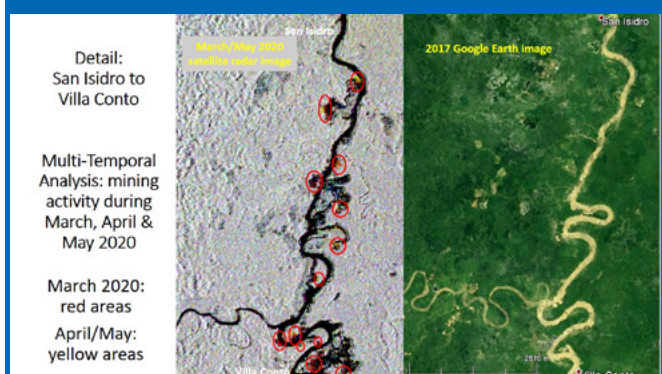 Detail:
San Isidro to
Villa Conto
Multi-Temporal
Analysis: mining
activity during
March, April &
May 2020
March 2020:
red areas
April/May:
yellow areas
San Isidro
March/May 2020
satellite radar image
Villa Conto
2017 Google Earth image
San Isidro
Villa Conto